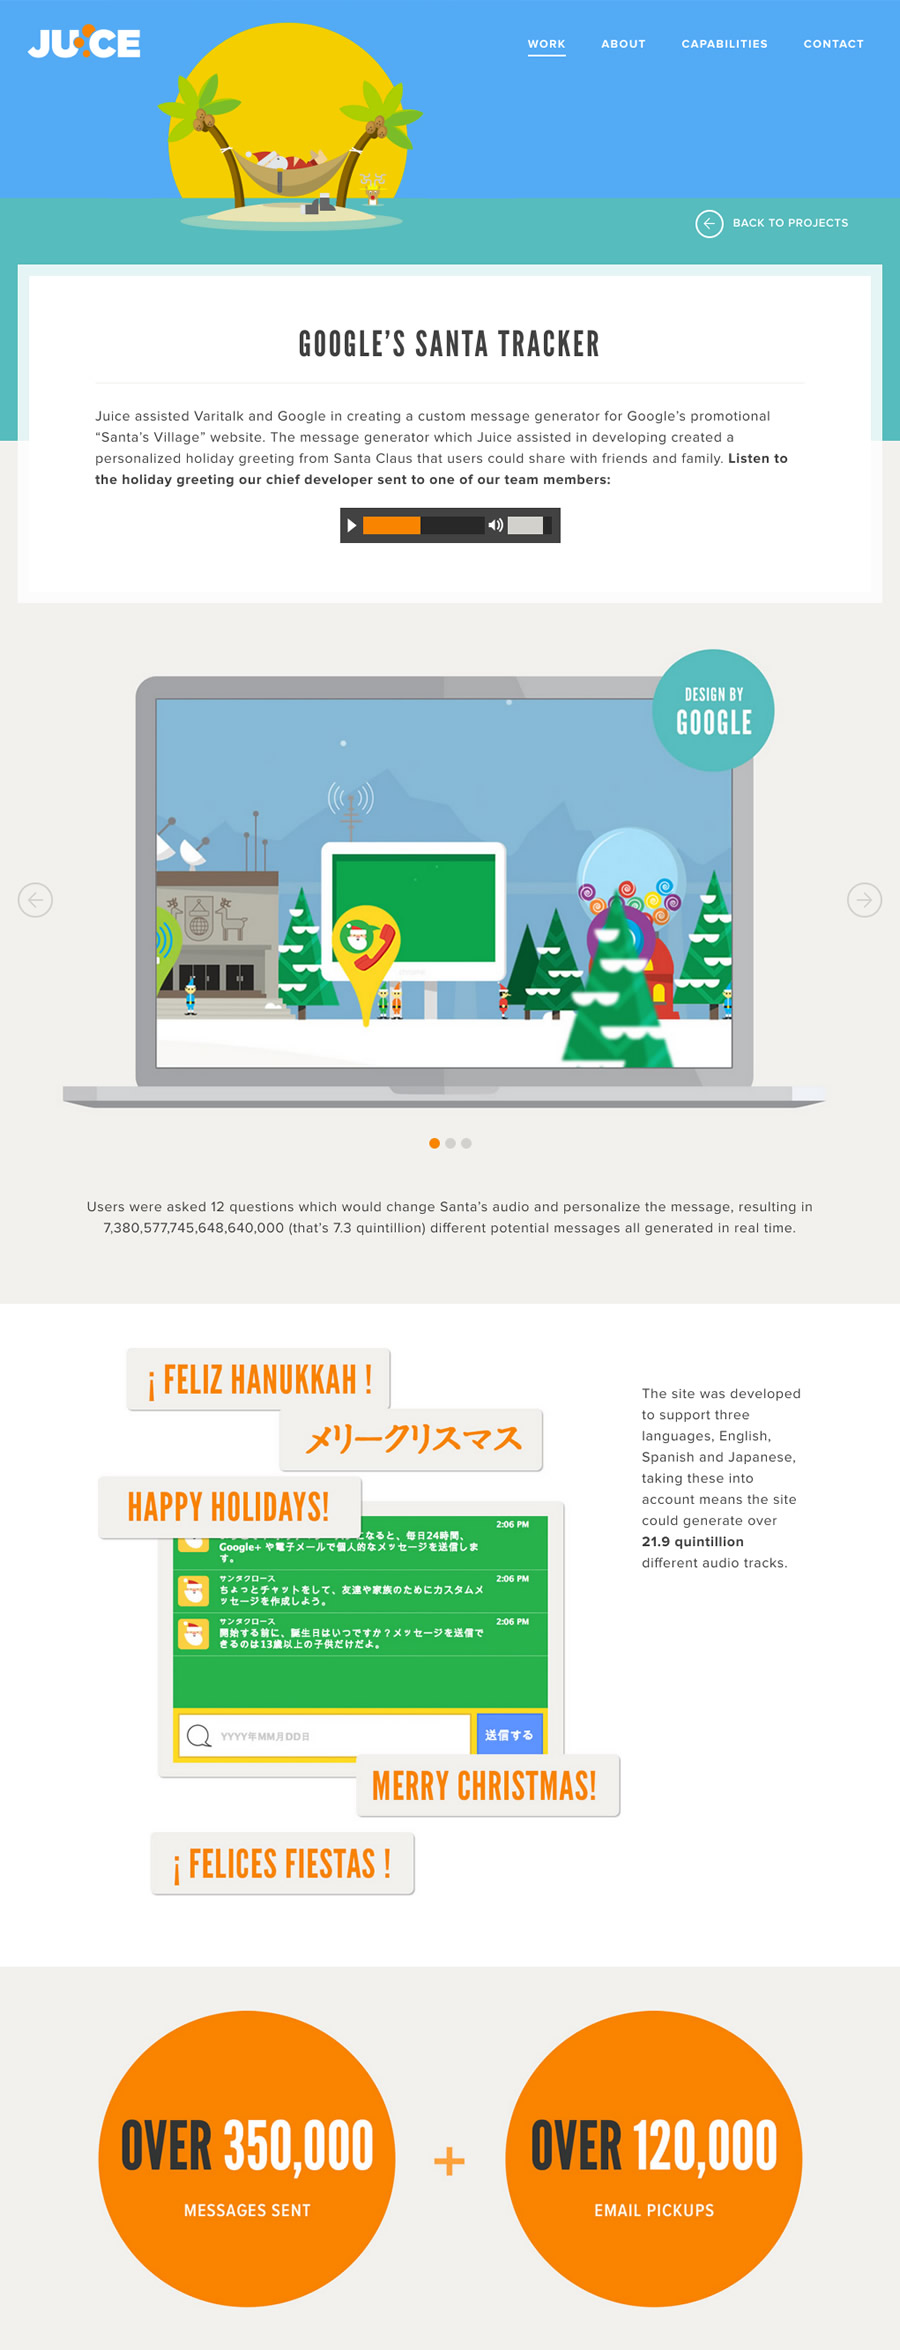 JUICE
WORK ABOUT CAPABILITIES CONTACT
BACK TO PROJECTS
GOOGLE’S SANTA TRACKER
Juice assisted Varitalk and Google in creating a custom message generator for Google’s promotional
“Santa’s Village” website. The message generator which Juice assisted in developing created a
personalized holiday greeting from Santa Claus that users could share with friends and family. Listen to
the holiday greeting our chief developer sent to one of our team members:
DESIGN BY
GOOGLE
Users were asked 12 questions which would change Santa’s audio and personalize the message, resulting in
7,380,577,745,648,640,000 (that’s 7.3 quintillion) different potential messages all generated in real time.
¡ FELIZ HANUKKAH !
メリークリスマス
HAPPY HOLIDAYS!
になると、毎日24時間、
2:06 PM
Google+ や電子メールで個人的なメッセージを送信しま
す。
サンタクロース
2:06 PM
ちょっとチャットをして、友達や家族のためにカスタムメ
ッセージを作成しよう。
サンタクロース
2:06 PM
開始する前に、誕生日はいつですか？メッセージを送信で
きるのは13歳以上の子供だけだよ。
YYYY年MM月DD日
送信する
MERRY CHRISTMAS!
¡ FELICES FIESTAS !
The site was developed
to support three
languages, English,
Spanish and Japanese,
taking these into
account means the site
could generate over
21.9 quintillion
different audio tracks.
OVER 350,000
MESSAGES SENT
+
OVER 120,000
EMAIL PICKUPS